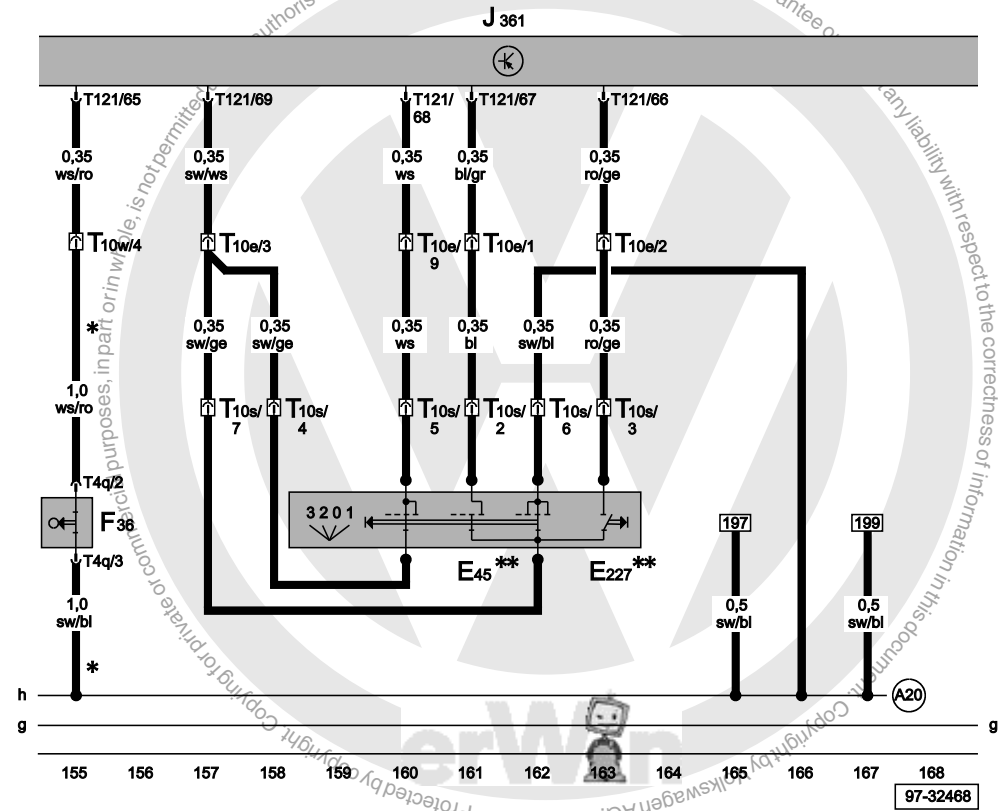 J 361
T121/65 T121/69 T121/ T121/67 T121/66
68
0,35 0,35 0,35 0,35 0,35
ws/ro sw/ws ws bl/gr ro/ge
T10w/4 T10e/3 T10e/ T10e/1 T10e/2
9
*
0,35 0,35 0,35 0,35 0,35 0,35
sw/ge sw/ge ws bl sw/bl ro/ge
1,0
ws/ro
T10s/ T10s/ T10s/ T10s/ T10s/ T10s/
7 4 5 2 6 3
T4q/2
3 2 0 1
197 199
F36
T4q/3
E45 ** E227 **
1,0 0,5 0,5
sw/bl sw/bl sw/bl
*
h A20
g g
erWin
155 156 157 158 159 160 161 162 163 164 165 166 167 168
97-32468